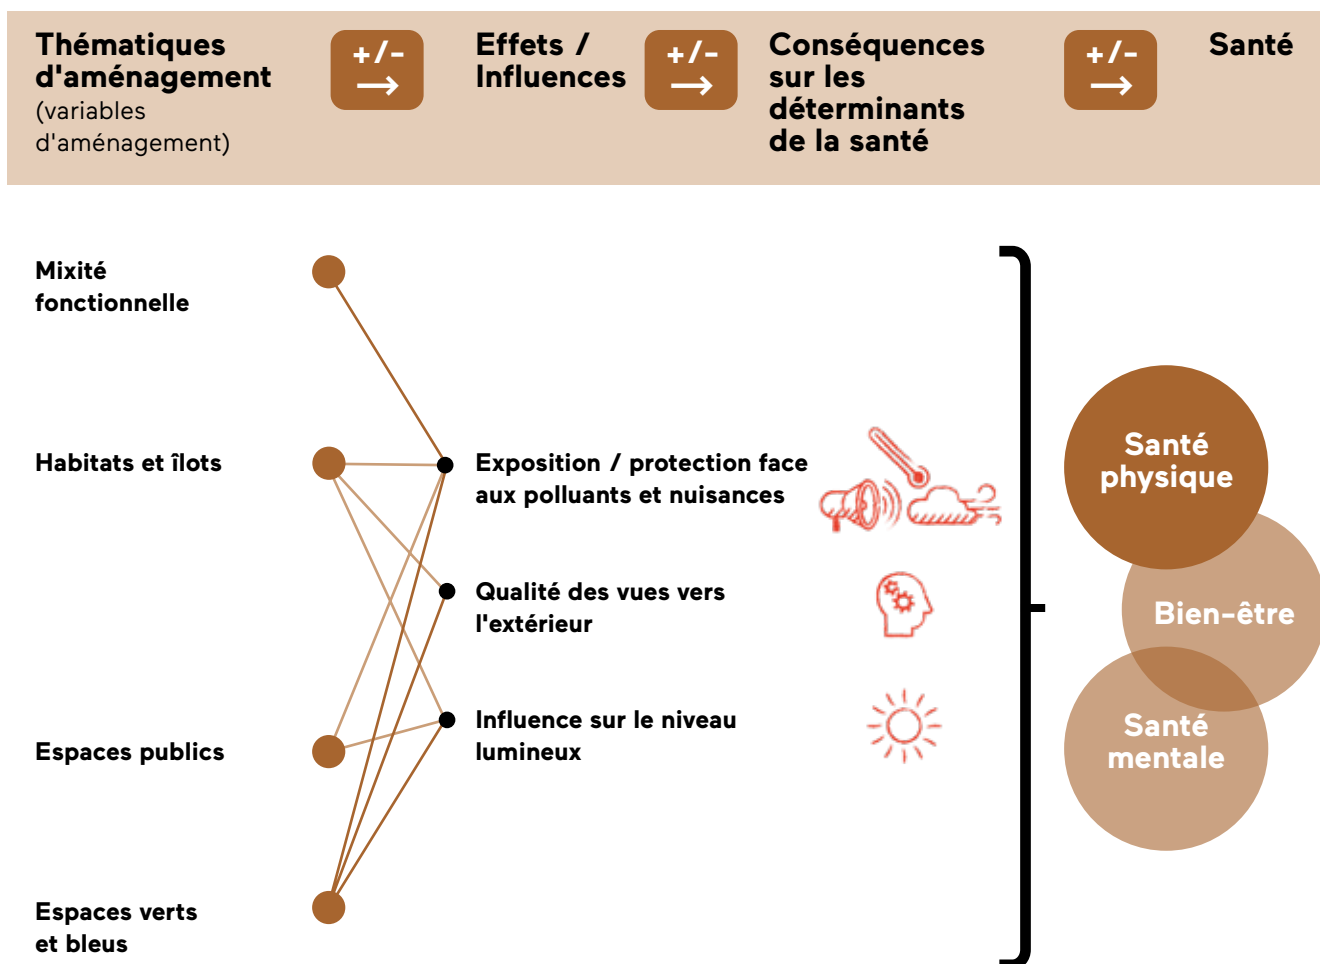 Thématiques
d'aménagement
(variables
d'aménagement)
+/-
→
Effets /
Influences
+/-
→
Conséquences
sur les
déterminants
de la santé
+/-
→
Santé
Mixité
fonctionnelle
Habitats et îlots
Espaces publics
Espaces verts
et bleus
Exposition / protection face
aux polluants et nuisances
Qualité des vues vers
l'extérieur
Influence sur le niveau
lumineux
Santé
physique
Bien-être
Santé
mentale